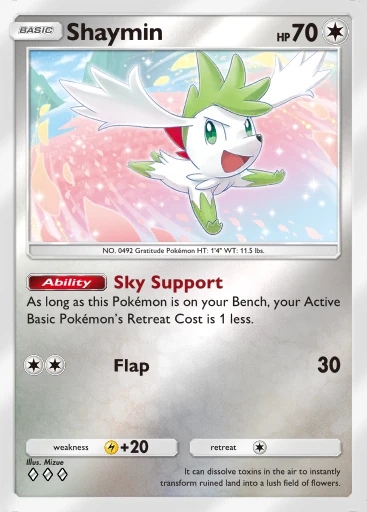 BASIC Shaymin HP 70
NO. 0492 Gratitude Pokémon HT: 1'4" WT: 11.5 lbs.
Ability Sky Support
As long as this Pokémon is on your Bench, your Active
Basic Pokémon's Retreat Cost is 1 less.
Flap 30
weakness +20 retreat
Illus. Mizue
It can dissolve toxins in the air to instantly
transform ruined land into a lush field of flowers.